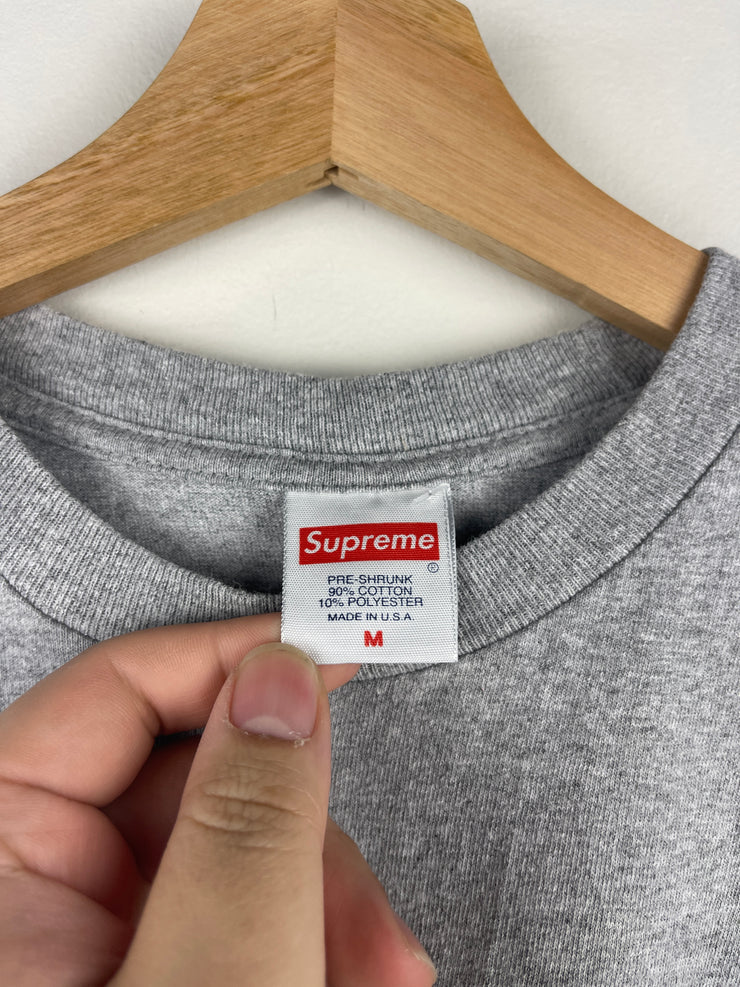 Supreme
®
PRE-SHRUNK
90% COTTON
10% POLYESTER
MADE IN U.S.A.
M